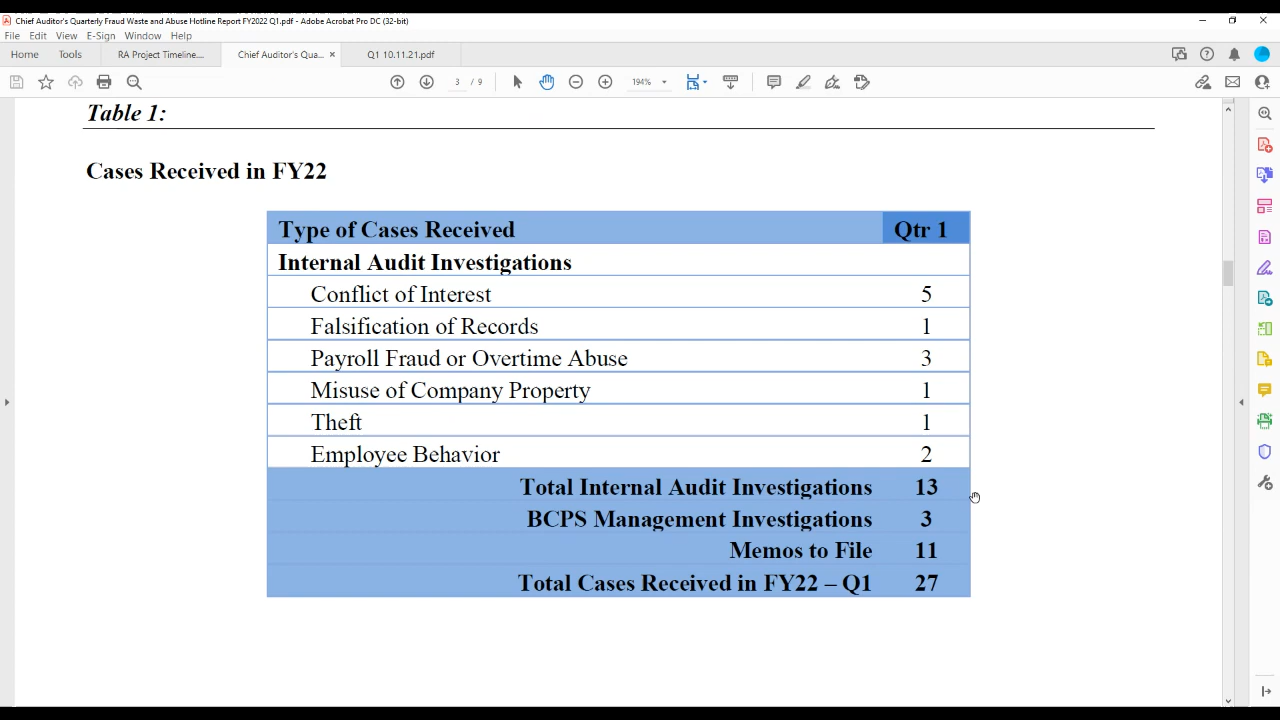 Chief Auditor's Quarterly Fraud Waste and Abuse Hotline Report FY2022 Q1.pdf - Adobe Acrobat Pro DC (32-bit)
File Edit View E-Sign Window Help
Home Tools RA Project Timeline... Chief Auditor's Qua... × Q1 10.11.21.pdf
3 / 9 194%
Table 1:
Cases Received in FY22
Type of Cases Received Qtr 1
Internal Audit Investigations
Conflict of Interest 5
Falsification of Records 1
Payroll Fraud or Overtime Abuse 3
Misuse of Company Property 1
Theft 1
Employee Behavior 2
Total Internal Audit Investigations 13
BCPS Management Investigations 3
Memos to File 11
Total Cases Received in FY22 – Q1 27